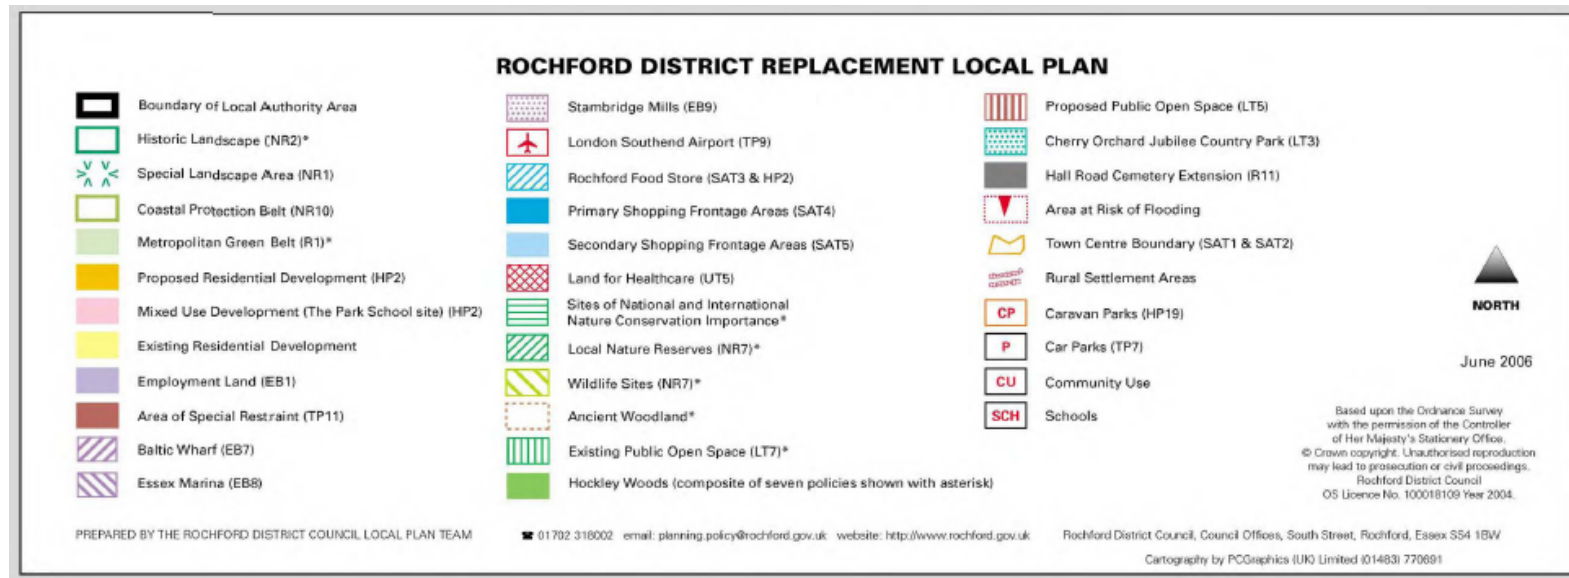 ROCHFORD DISTRICT REPLACEMENT LOCAL PLAN
Boundary of Local Authority Area
Historic Landscape (NR2)*
Special Landscape Area (NR1)
Coastal Protection Belt (NR10)
Metropolitan Green Belt (R1)*
Proposed Residential Development (HP2)
Mixed Use Development (The Park School site) (HP2)
Existing Residential Development
Employment Land (EB1)
Area of Special Restraint (TP11)
Baltic Wharf (EB7)
Essex Marina (EB8)
Stambridge Mills (EB9)
London Southend Airport (TP9)
Rochford Food Store (SAT3 & HP2)
Primary Shopping Frontage Areas (SAT4)
Secondary Shopping Frontage Areas (SAT5)
Land for Healthcare (UT5)
Sites of National and International
Nature Conservation Importance*
Local Nature Reserves (NR7)*
Wildlife Sites (NR7)*
Ancient Woodland*
Existing Public Open Space (LT7)*
Hockley Woods (composite of seven policies shown with asterisk)
Proposed Public Open Space (LT5)
Cherry Orchard Jubilee Country Park (LT3)
Hall Road Cemetery Extension (R11)
Area at Risk of Flooding
Town Centre Boundary (SAT1 & SAT2)
Rural Settlement Areas
CP Caravan Parks (HP19)
P Car Parks (TP7)
CU Community Use
SCH Schools
NORTH
June 2006
Based upon the Ordnance Survey
with the permission of the Controller
of Her Majesty's Stationery Office.
© Crown copyright. Unauthorised reproduction
may lead to prosecution or civil proceedings.
Rochford District Council
OS Licence No. 100018109 Year 2004.
PREPARED BY THE ROCHFORD DISTRICT COUNCIL LOCAL PLAN TEAM
☎ 01702 318002 email: planning.policy@rochford.gov.uk website: http://www.rochford.gov.uk
Rochford District Council, Council Offices, South Street, Rochford, Essex SS4 1BW
Cartography by PCGraphics (UK) Limited (01483) 770691